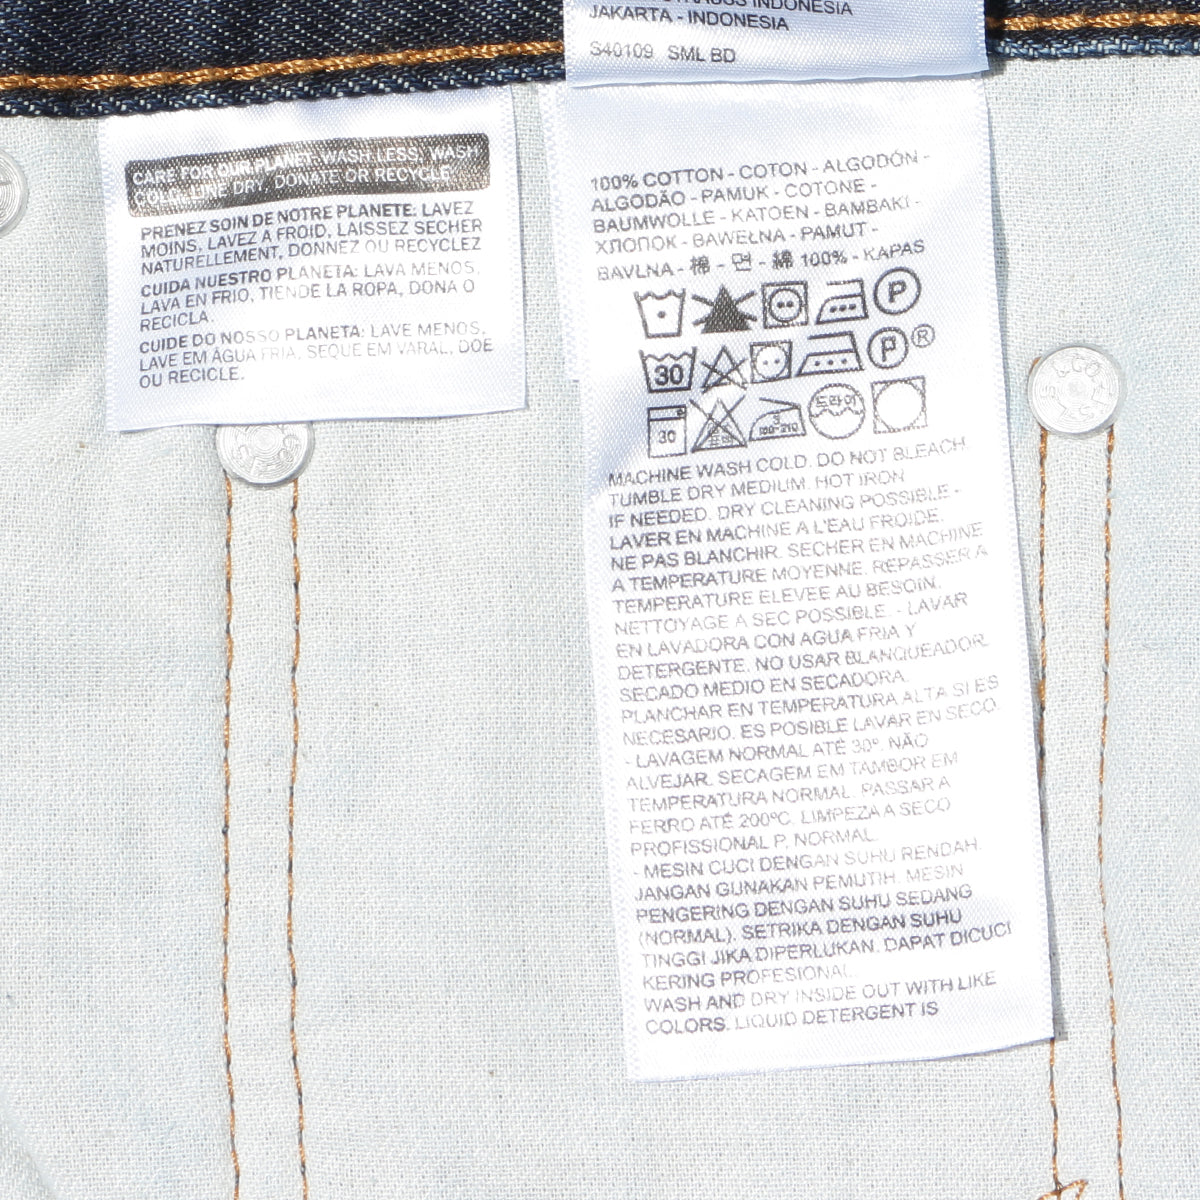 CARE FOR OUR PLANET: WASH LESS, WASH
COLD, LINE DRY, DONATE OR RECYCLE.
PRENEZ SOIN DE NOTRE PLANETE: LAVEZ
MOINS, LAVEZ A FROID, LAISSEZ SECHER
NATURELLEMENT, DONNEZ OU RECYCLEZ
CUIDA NUESTRO PLANETA: LAVA MENOS,
LAVA EN FRIO, TIENDE LA ROPA, DONA O
RECICLA.
CUIDE DO NOSSO PLANETA: LAVE MENOS,
LAVE EM ÁGUA FRIA, SEQUE EM VARAL, DOE
OU RECICLE.
INDONESIA
JAKARTA - INDONESIA
S40109 SML BD
100% COTTON - COTON - ALGODÓN -
ALGODÃO - PAMUK - COTONE -
BAUMWOLLE - KATOEN - BAMBAKI -
ХЛОПОК - BAWEŁNA - PAMUT -
BAVLNA - 棉 - 면 - 綿 100% - KAPAS
P
30 P ®
30 드라이
MACHINE WASH COLD. DO NOT BLEACH.
TUMBLE DRY MEDIUM. HOT IRON
IF NEEDED. DRY CLEANING POSSIBLE -
LAVER EN MACHINE A L'EAU FROIDE.
NE PAS BLANCHIR. SECHER EN MACHINE
A TEMPERATURE MOYENNE. REPASSER A
TEMPERATURE ELEVEE AU BESOIN.
NETTOYAGE A SEC POSSIBLE. - LAVAR
EN LAVADORA CON AGUA FRIA Y
DETERGENTE. NO USAR BLANQUEADOR.
SECADO MEDIO EN SECADORA.
PLANCHAR EN TEMPERATURA ALTA SI ES
NECESARIO. ES POSIBLE LAVAR EN SECO.
- LAVAGEM NORMAL ATÉ 30º. NÃO
ALVEJAR. SECAGEM EM TAMBOR EM
TEMPERATURA NORMAL. PASSAR A
FERRO ATÉ 200ºC. LIMPEZA A SECO
PROFISSIONAL P, NORMAL
- MESIN CUCI DENGAN SUHU RENDAH.
JANGAN GUNAKAN PEMUTIH. MESIN
PENGERING DENGAN SUHU SEDANG
(NORMAL). SETRIKA DENGAN SUHU
TINGGI JIKA DIPERLUKAN. DAPAT DICUCI
KERING PROFESIONAL.
WASH AND DRY INSIDE OUT WITH LIKE
COLORS. LIQUID DETERGENT IS